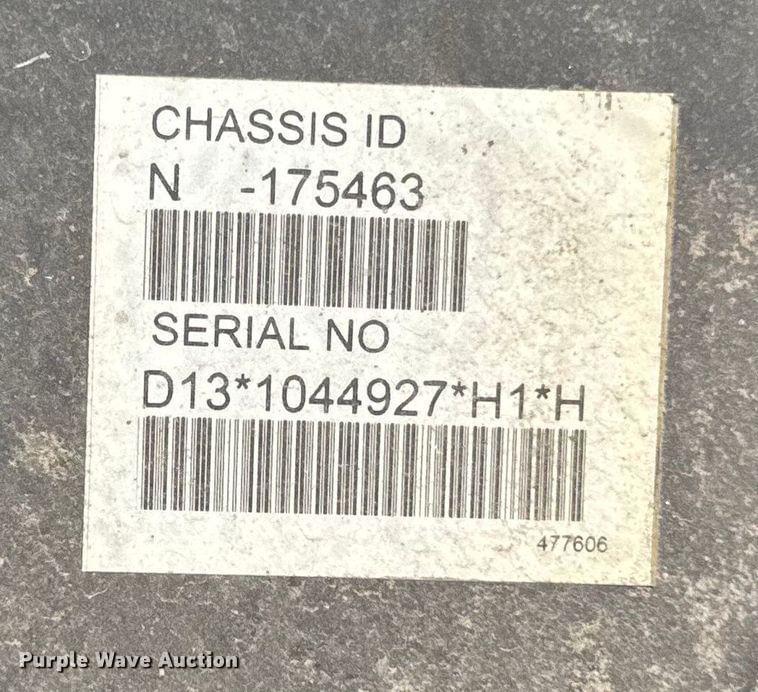 CHASSIS ID
N -175463
SERIAL NO
D13*1044927*H1*H
477606
Purple Wave Auction